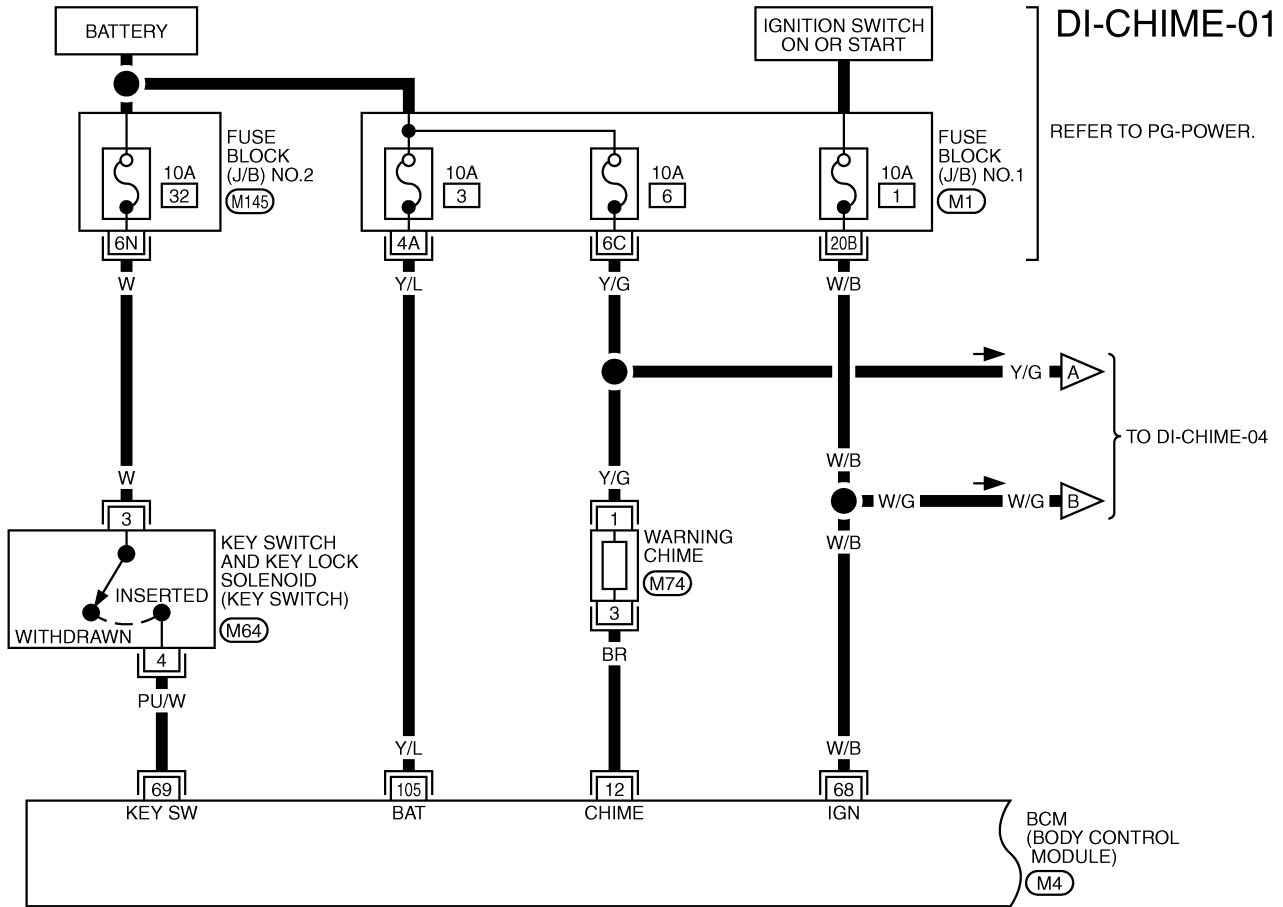 DI-CHIME-01
BATTERY
IGNITION SWITCH
ON OR START
REFER TO PG-POWER.
FUSE
BLOCK
(J/B) NO.2
M145
10A
32
10A
3
10A
6
10A
1
FUSE
BLOCK
(J/B) NO.1
M1
6N
4A
6C
20B
W
Y/L
Y/G
W/B
Y/G
A
TO DI-CHIME-04
W/B
W/G
W/G
B
W
Y/G
W/B
3
1
KEY SWITCH
AND KEY LOCK
SOLENOID
(KEY SWITCH)
M64
INSERTED
WITHDRAWN
WARNING
CHIME
M74
3
4
BR
PU/W
Y/L
W/B
69
105
12
68
KEY SW
BAT
CHIME
IGN
BCM
(BODY CONTROL
MODULE)
M4